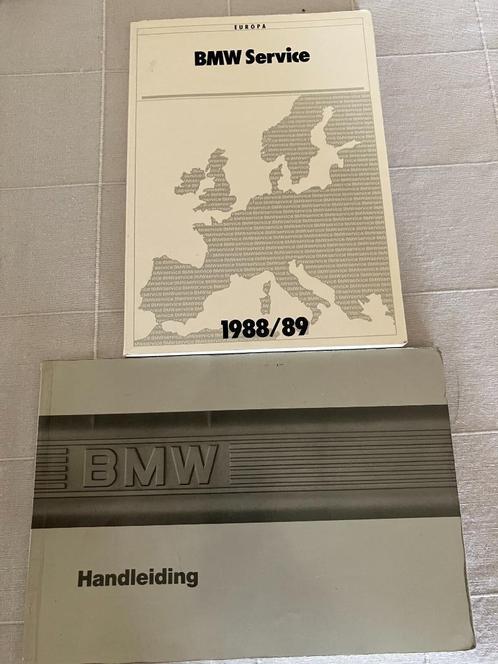 EUROPA
BMW Service
1988/89
BMW
Handleiding